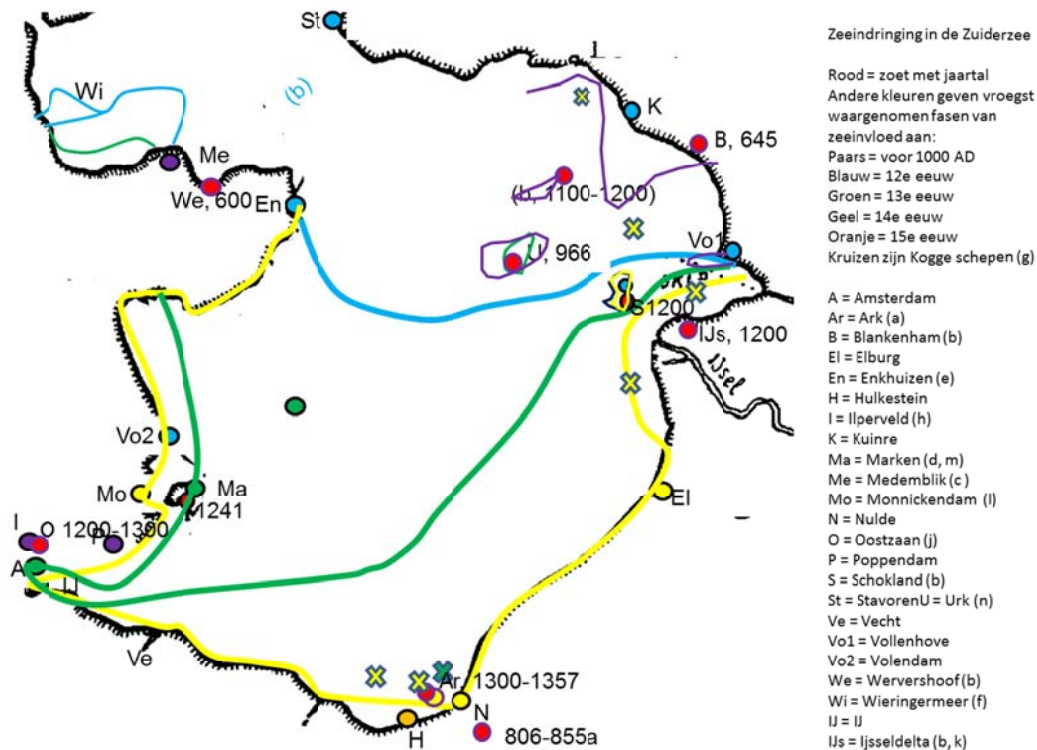 St
Wi
(b)
K
B, 645
Me
We, 600
En
(b, 1100-1200)
Vo1
U, 966
S1200
IJs, 1200
IJsel
Vo2
Mo
Ma
1241
El
I
O 1200-1300
P
A
IJ
Ve
Ar, 1300-1357
N
H
806-855a
Zeeindringing in de Zuiderzee
Rood = zoet met jaartal
Andere kleuren geven vroegst
waargenomen fasen van
zeeinvloed aan:
Paars = voor 1000 AD
Blauw = 12e eeuw
Groen = 13e eeuw
Geel = 14e eeuw
Oranje = 15e eeuw
Kruizen zijn Kogge schepen (g)
A = Amsterdam
Ar = Ark (a)
B = Blankenham (b)
El = Elburg
En = Enkhuizen (e)
H = Hulkestein
I = Ilperveld (h)
K = Kuinre
Ma = Marken (d, m)
Me = Medemblik (c)
Mo = Monnickendam (l)
N = Nulde
O = Oostzaan (j)
P = Poppendam
S = Schokland (b)
St = StavorenU = Urk (n)
Ve = Vecht
Vo1 = Vollenhove
Vo2 = Volendam
We = Wervershoof (b)
Wi = Wieringermeer (f)
IJ = IJ
IJs = Ijsseldelta (b, k)